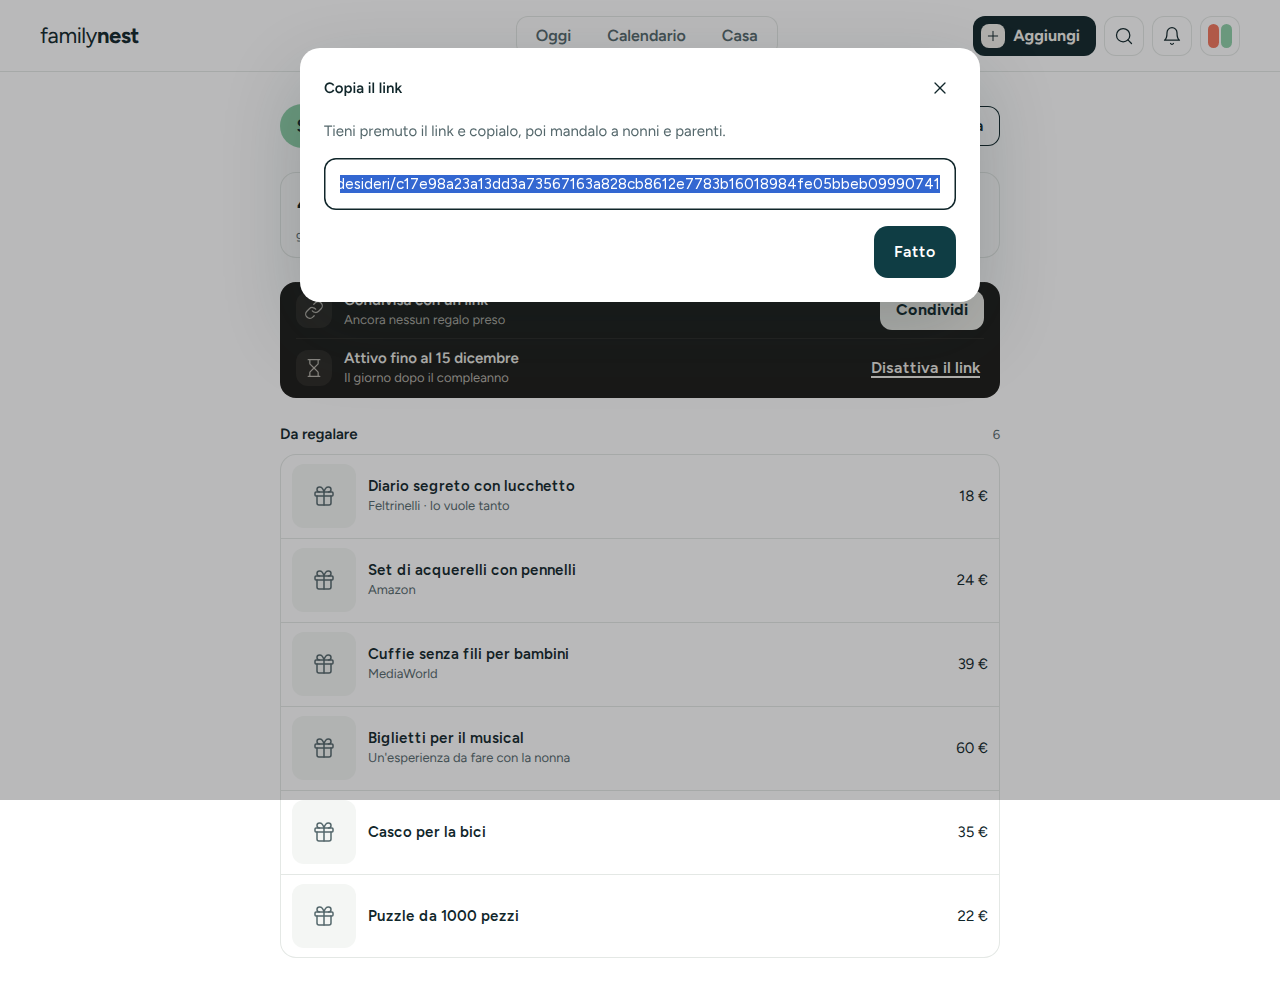 familynest
Oggi
Calendario
Casa
Aggiungi
Copia il link
Tieni premuto il link e copialo, poi mandalo a nonni e parenti.
desideri/c17e98a23a13dd3a73567163a828cb8612e7783b16018984fe05bbeb09990741
Fatto
Condivisa con un link
Ancora nessun regalo preso
Condividi
Attivo fino al 15 dicembre
Il giorno dopo il compleanno
Disattiva il link
Da regalare
6
Diario segreto con lucchetto
Feltrinelli · lo vuole tanto
18 €
Set di acquerelli con pennelli
Amazon
24 €
Cuffie senza fili per bambini
MediaWorld
39 €
Biglietti per il musical
Un'esperienza da fare con la nonna
60 €
Casco per la bici
35 €
Puzzle da 1000 pezzi
22 €